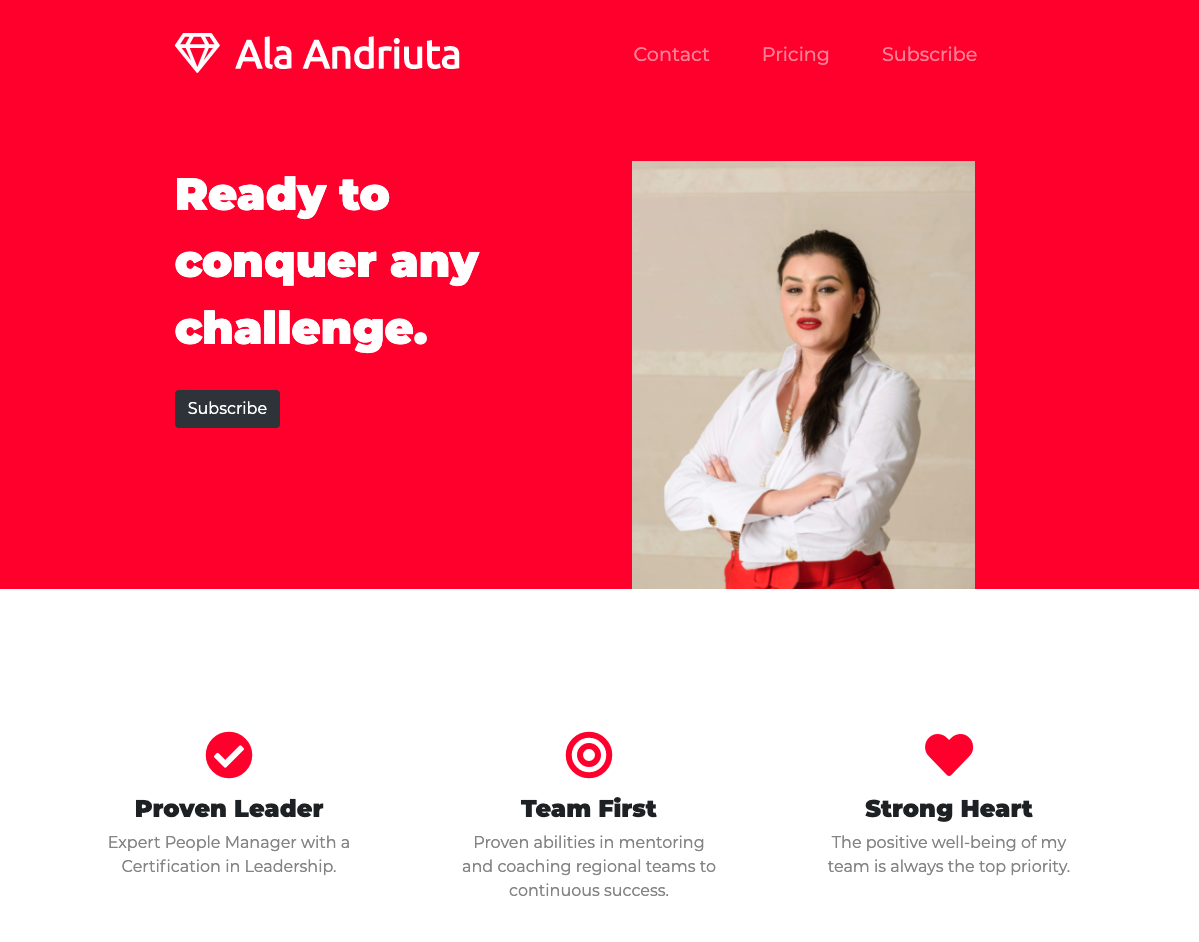 Ala Andriuta
Contact
Pricing
Subscribe
Ready to
conquer any
challenge.
Subscribe
Proven Leader
Expert People Manager with a
Certification in Leadership.
Team First
Proven abilities in mentoring
and coaching regional teams to
continuous success.
Strong Heart
The positive well-being of my
team is always the top priority.